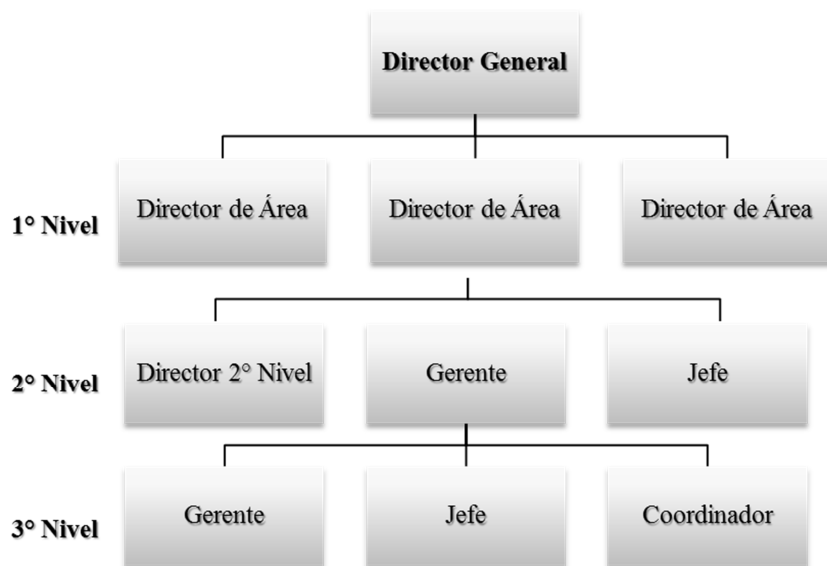 Director General
1° Nivel
Director de Área
Director de Área
Director de Área
2° Nivel
Director 2° Nivel
Gerente
Jefe
3° Nivel
Gerente
Jefe
Coordinador